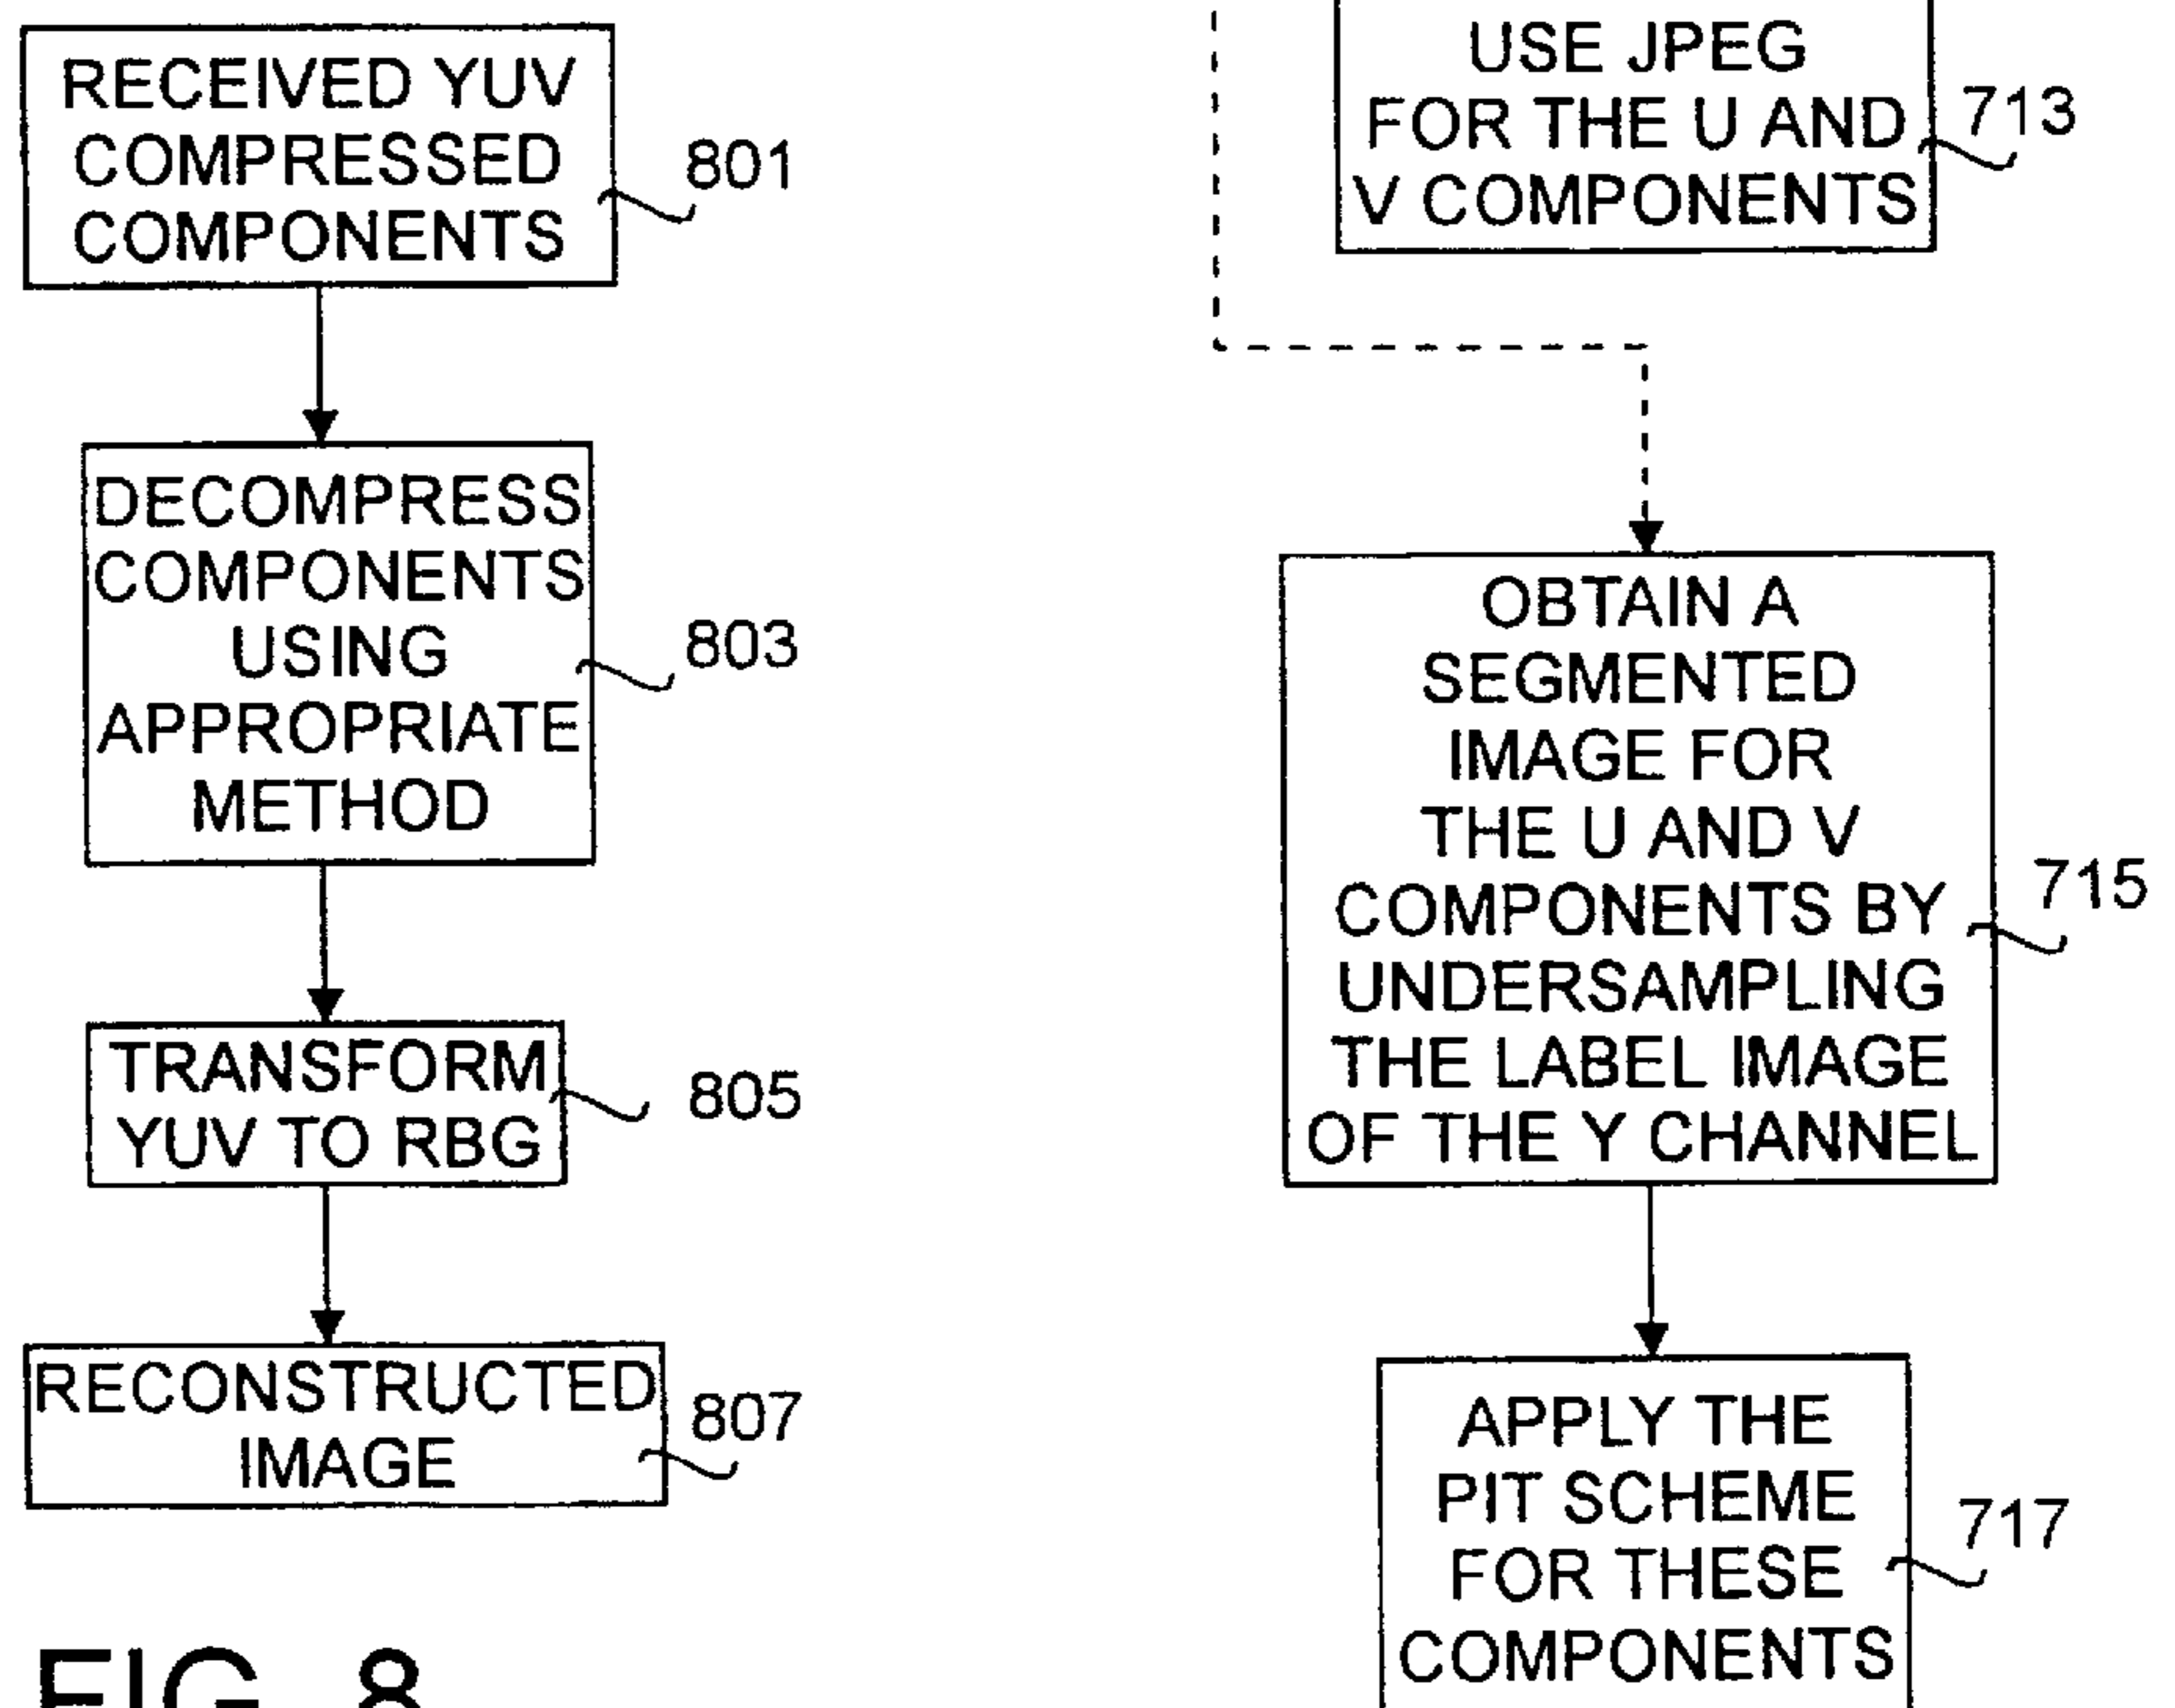 RECEIVED YUV
COMPRESSED
COMPONENTS
801
DECOMPRESS
COMPONENTS
USING
APPROPRIATE
METHOD
803
TRANSFORM
YUV TO RBG
805
RECONSTRUCTED
IMAGE
807
FIG. 8
USE JPEG
FOR THE U AND
V COMPONENTS
713
OBTAIN A
SEGMENTED
IMAGE FOR
THE U AND V
COMPONENTS BY
UNDERSAMPLING
THE LABEL IMAGE
OF THE Y CHANNEL
715
APPLY THE
PIT SCHEME
FOR THESE
COMPONENTS
717